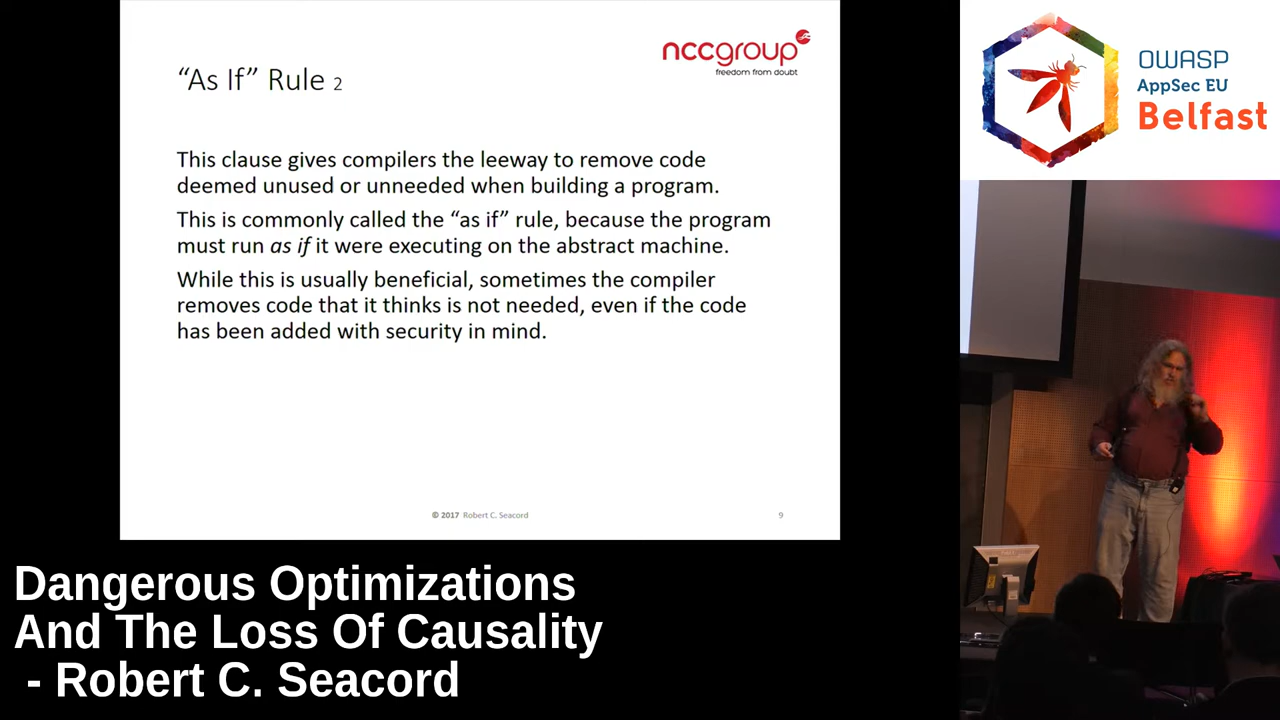 nccgroup
freedom from doubt
“As If” Rule 2
This clause gives compilers the leeway to remove code
deemed unused or unneeded when building a program.
This is commonly called the “as if” rule, because the program
must run as if it were executing on the abstract machine.
While this is usually beneficial, sometimes the compiler
removes code that it thinks is not needed, even if the code
has been added with security in mind.
© 2017 Robert C. Seacord
9
OWASP
AppSec EU
Belfast
Dangerous Optimizations
And The Loss Of Causality
- Robert C. Seacord